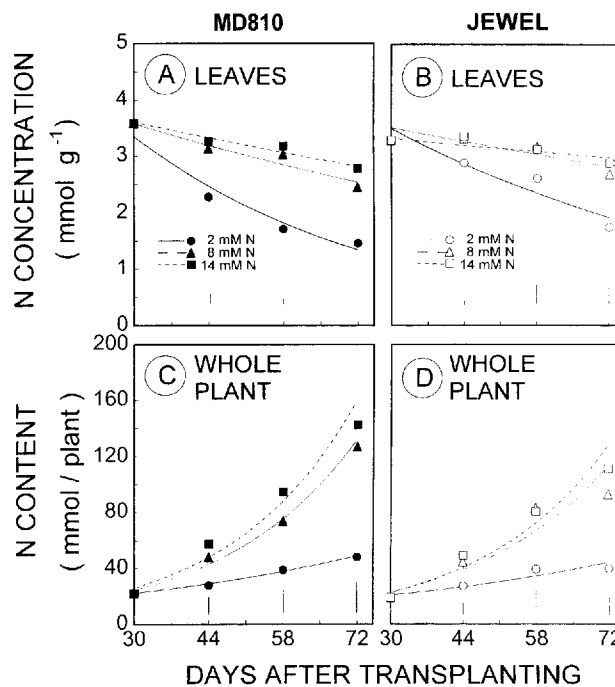 MD810 JEWEL
N CONCENTRATION
( mmol g⁻¹ )
5
4
3
2
1
0
A LEAVES
2 mM N
8 mM N
14 mM N
B LEAVES
2 mM N
8 mM N
14 mM N
N CONTENT
( mmol / plant )
200
160
120
80
40
00
C WHOLE
PLANT
D WHOLE
PLANT
30 44 58 72 30 44 58 72
DAYS AFTER TRANSPLANTING